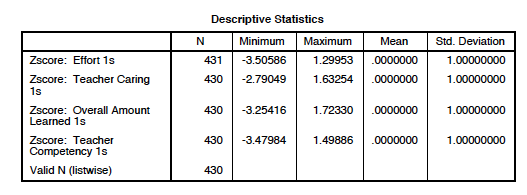 Descriptive Statistics
N Minimum Maximum Mean Std. Deviation
Zscore: Effort 1s 431 -3.50586 1.29953 .0000000 1.00000000
Zscore: Teacher Caring 1s 430 -2.79049 1.63254 .0000000 1.00000000
Zscore: Overall Amount Learned 1s 430 -3.25416 1.72330 .0000000 1.00000000
Zscore: Teacher Competency 1s 430 -3.47984 1.49886 .0000000 1.00000000
Valid N (listwise) 430